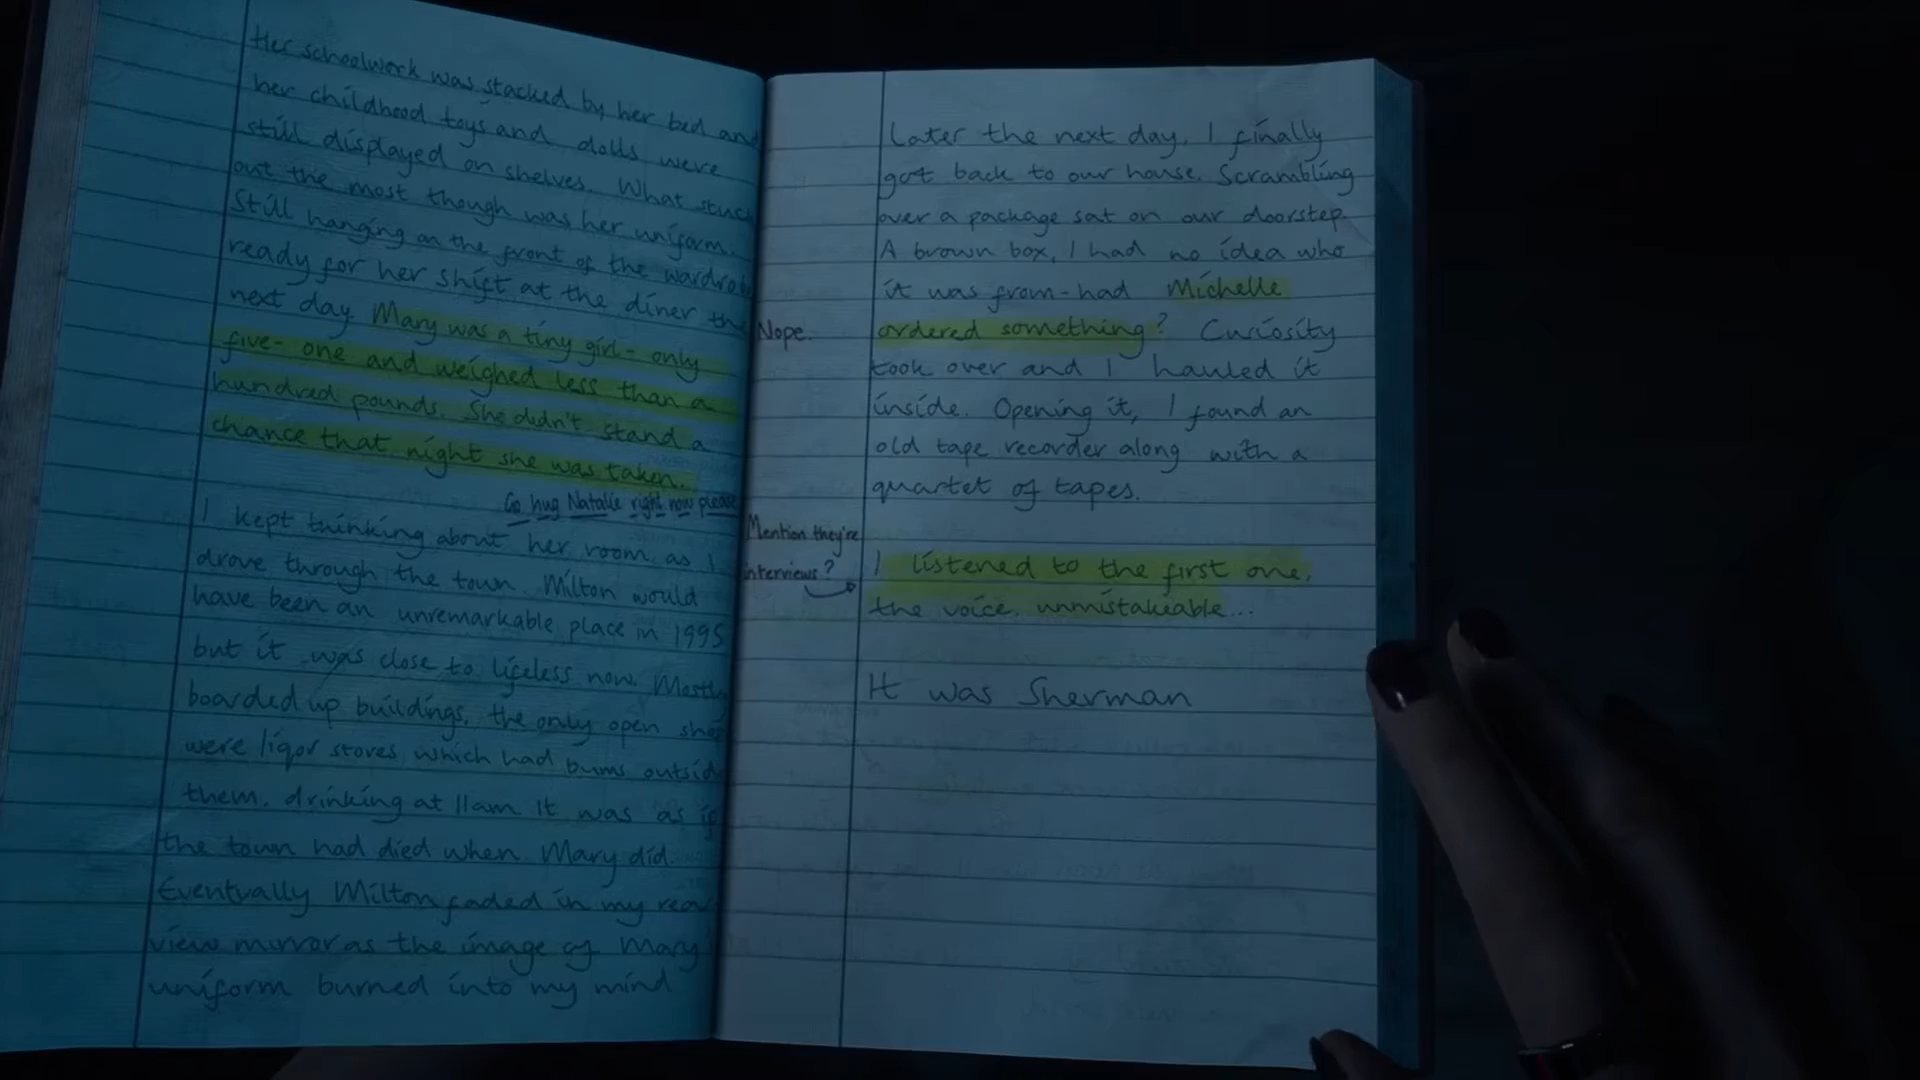 Her schoolwork was stacked by her bed and
her childhood toys and dolls were
still displayed on shelves. What stuck
out the most though was her uniform.
Still hanging on the front of the wardrobe
ready for her shift at the diner the
next day. Mary was a tiny girl - only
five-one and weighed less than a
hundred pounds. She didn't stand a
chance that night she was taken.
Go hug Natalie right now please
I kept thinking about her room as I
drove through the town. Milton would
have been an unremarkable place in 1995
but it was close to lifeless now. Mostly
boarded up buildings, the only open shops
were liqor stores which had bums outside
them, drinking at 11am. It was as if
the town had died when Mary did.
Eventually Milton faded in my rear
view mirror as the image of Mary's
uniform burned into my mind
Later the next day, I finally
got back to our house. Scrambling
over a package sat on our doorstep.
A brown box, I had no idea who
it was from - had Michelle
Nope.
ordered something? Curiosity
took over and I hauled it
inside. Opening it, I found an
old tape recorder along with a
quartet of tapes.
Mention they're
interviews?
I listened to the first one,
the voice, unmistakeable...
It was Sherman